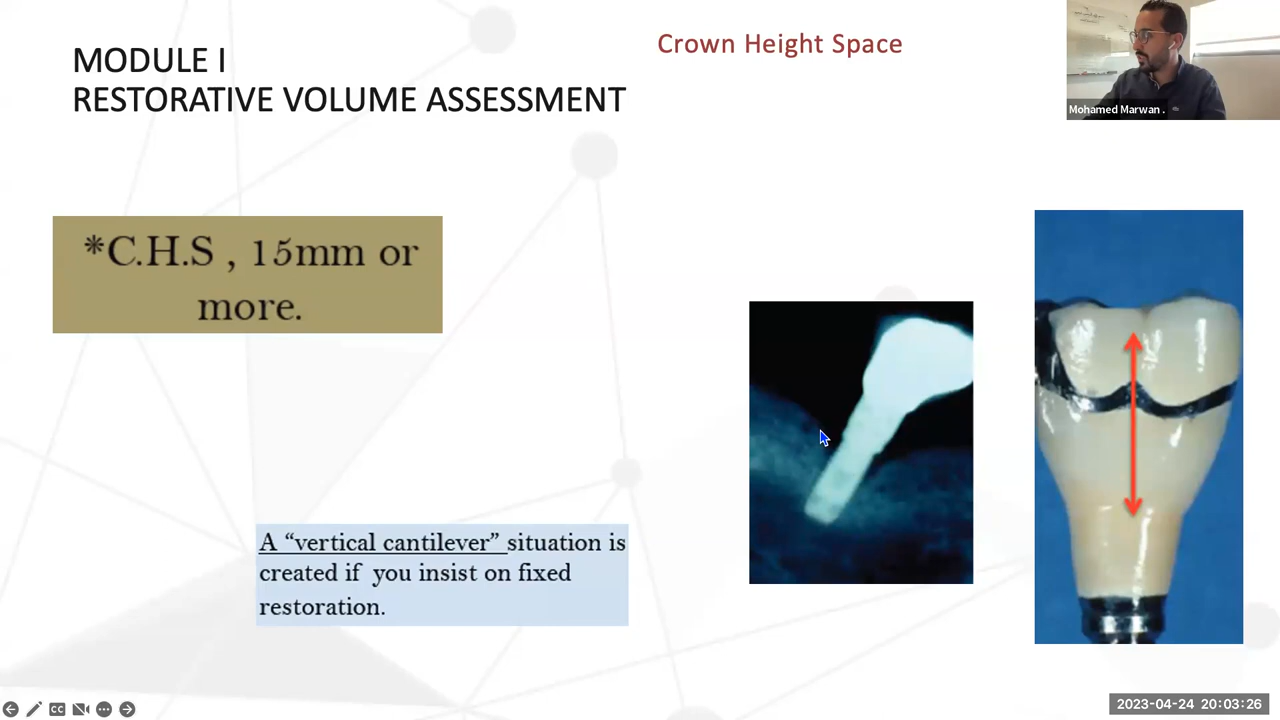 MODULE I
RESTORATIVE VOLUME ASSESSMENT
Crown Height Space
Mohamed Marwan .
*C.H.S , 15mm or
more.
A “vertical cantilever” situation is
created if you insist on fixed
restoration.
CC
2023-04-24 20:03:26